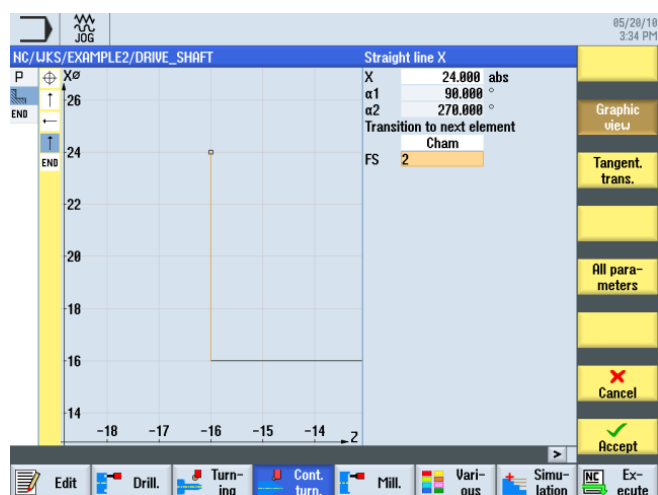 JOG
05/20/10
3:34 PM
NC/WKS/EXAMPLE2/DRIVE_SHAFT
Straight line X
P
END
END
XØ
26
24
22
20
18
16
14
-18 -17 -16 -15 -14 Z
X 24.000 abs
α1 90.000 °
α2 270.000 °
Transition to next element
Cham
FS 2
Graphic
view
Tangent.
trans.
All para-
meters
Cancel
Accept
>
Edit
Drill.
Turn-
ing
Cont.
turn.
Mill.
Vari-
ous
Simu-
lation
NC
Ex-
ecute